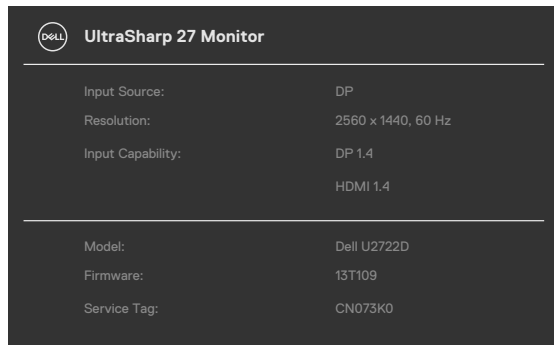 DELL UltraSharp 27 Monitor
Input Source: DP
Resolution: 2560 x 1440, 60 Hz
Input Capability: DP 1.4
HDMI 1.4
Model: Dell U2722D
Firmware: 13T109
Service Tag: CN073K0